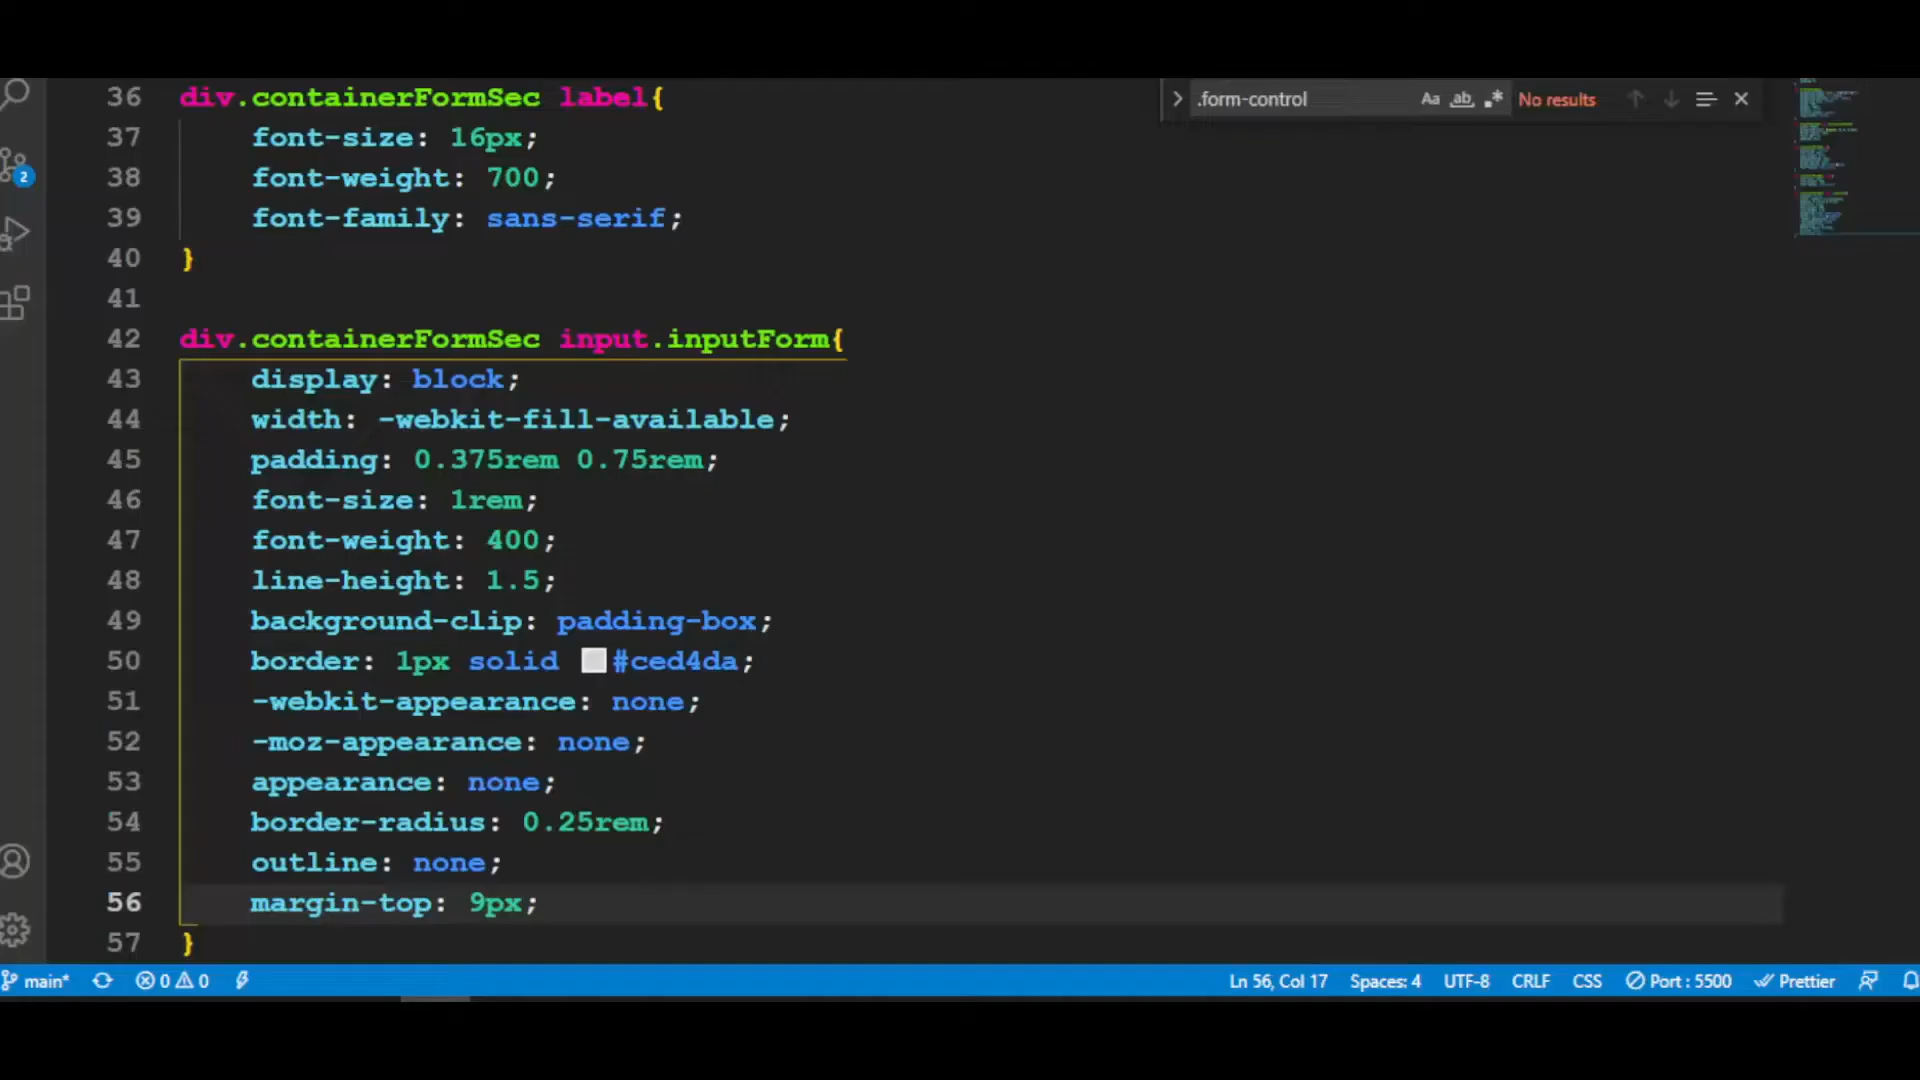 36 div.containerFormSec label{
.form-control Aa ab .* No results
37     font-size: 16px;
38     font-weight: 700;
39     font-family: sans-serif;
40 }
41
42 div.containerFormSec input.inputForm{
43     display: block;
44     width: -webkit-fill-available;
45     padding: 0.375rem 0.75rem;
46     font-size: 1rem;
47     font-weight: 400;
48     line-height: 1.5;
49     background-clip: padding-box;
50     border: 1px solid #ced4da;
51     -webkit-appearance: none;
52     -moz-appearance: none;
53     appearance: none;
54     border-radius: 0.25rem;
55     outline: none;
56     margin-top: 9px;
57 }
2
main* 0 0 Ln 56, Col 17 Spaces: 4 UTF-8 CRLF CSS Port : 5500 Prettier